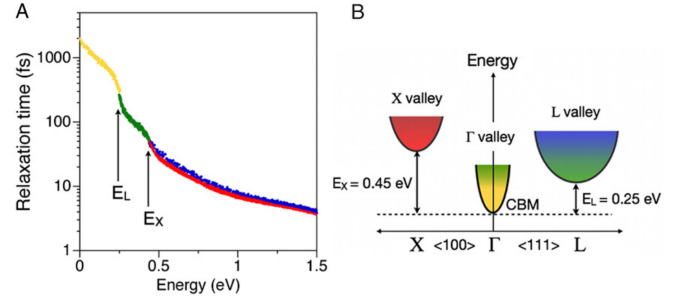 A
Relaxation time (fs)
1000
100
10
1
E_L
E_X
0
0.5
1
1.5
Energy (eV)
B
Energy
X valley
L valley
Γ valley
E_X = 0.45 eV
CBM
E_L = 0.25 eV
X <100> Γ <111> L